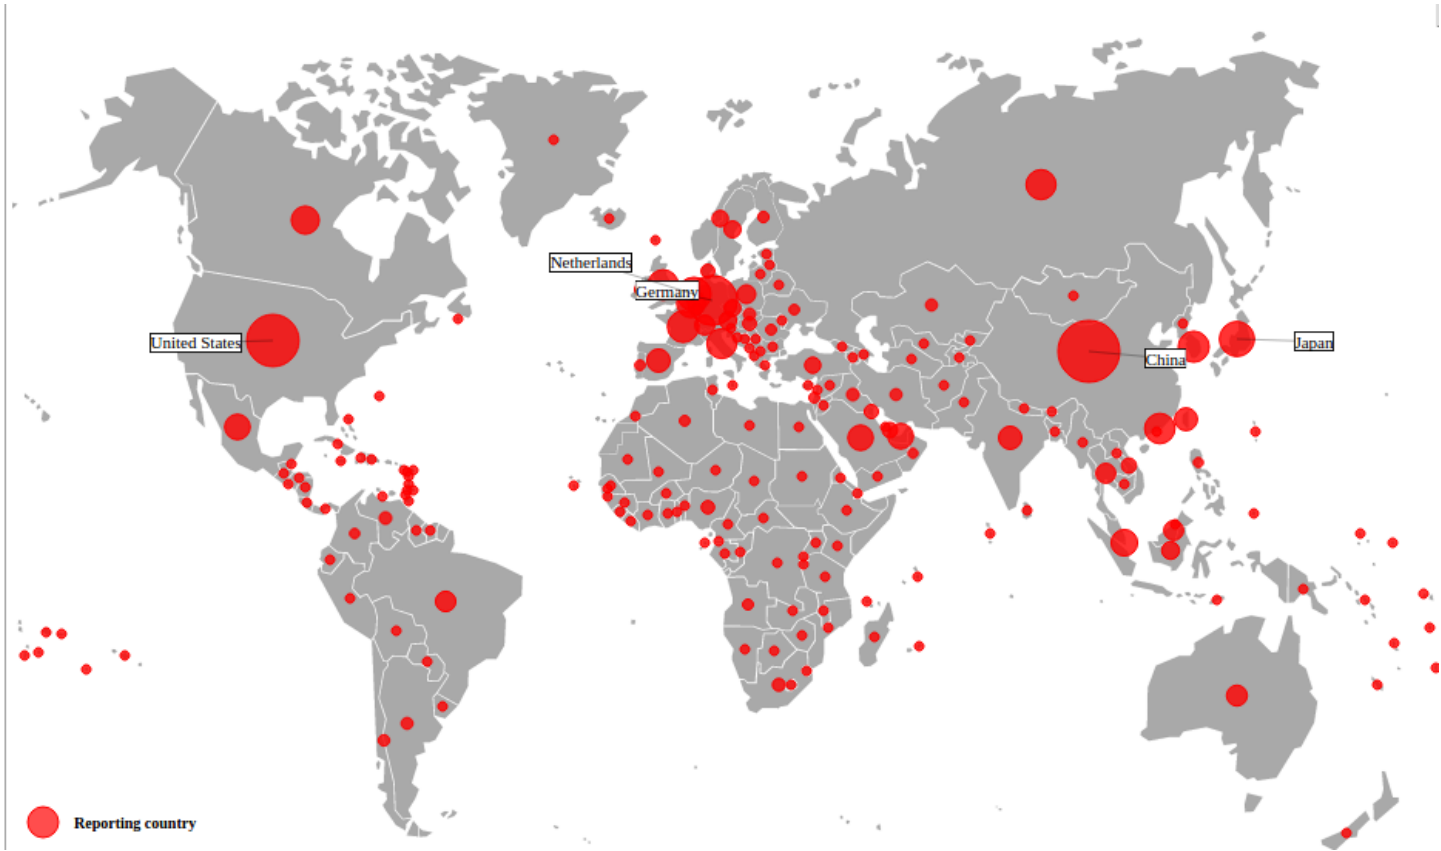 Netherlands
Germany
United States
Japan
China
Reporting country